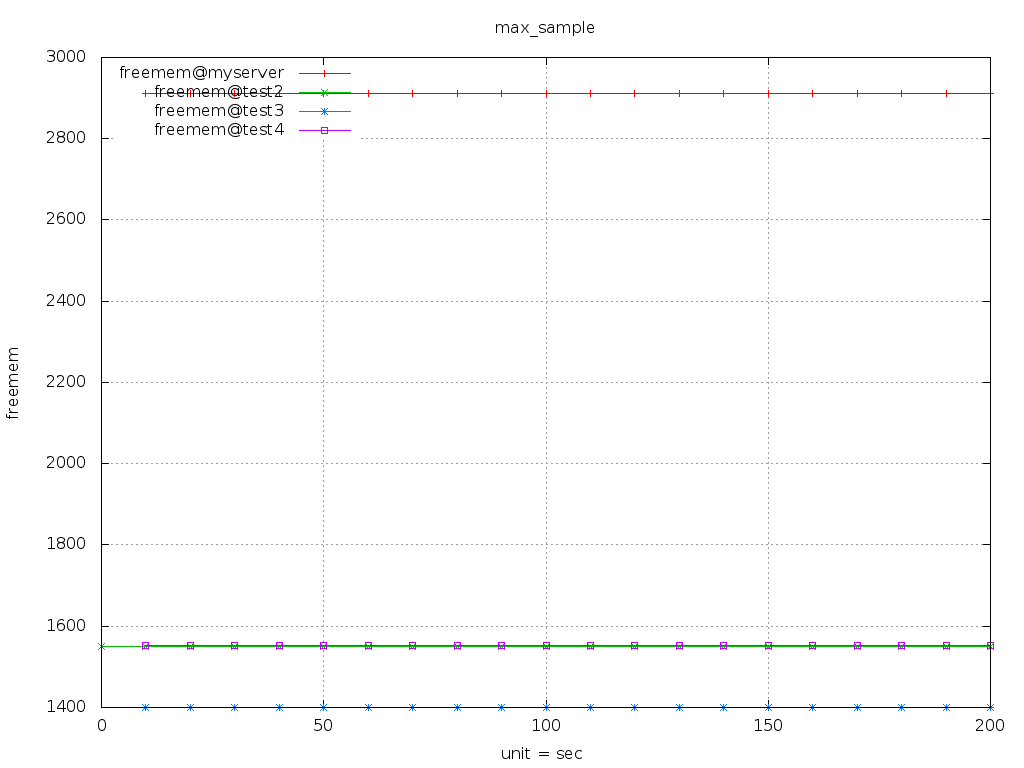 max_sample
3000
2800
2600
2400
2200
2000
1800
1600
1400
freemem
freemem@myserver
freemem@test2
freemem@test3
freemem@test4
0 50 100 150 200
unit = sec